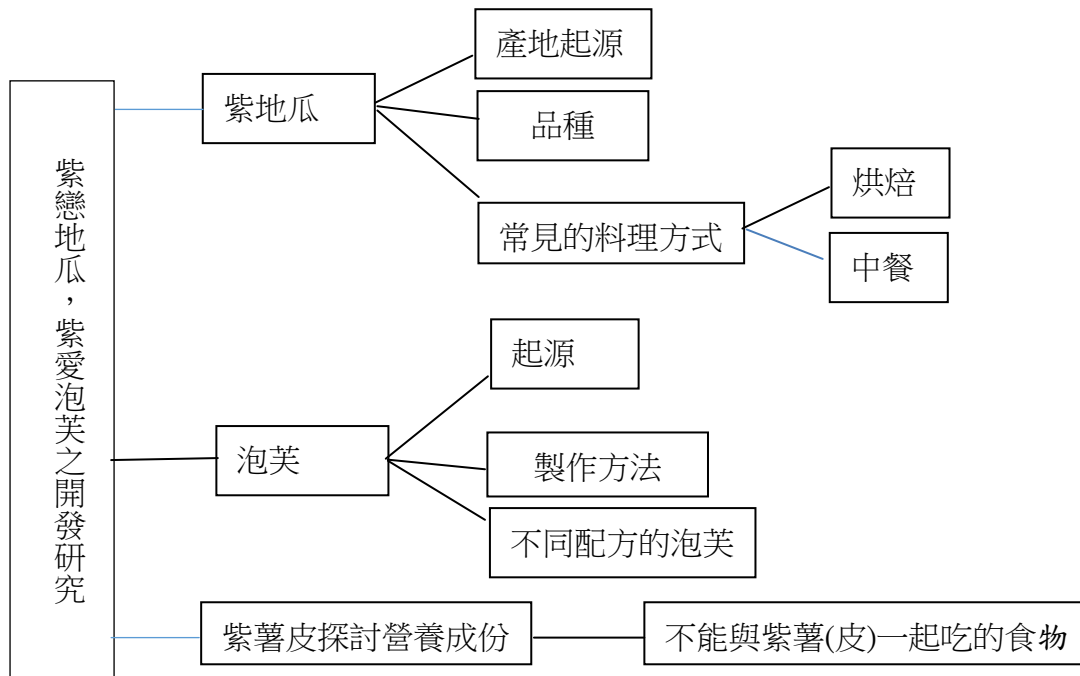 紫戀地瓜，紫愛泡芙之開發研究
紫地瓜
產地起源
品種
常見的料理方式
烘焙
中餐
泡芙
起源
製作方法
不同配方的泡芙
紫薯皮探討營養成份
不能與紫薯(皮)一起吃的食物